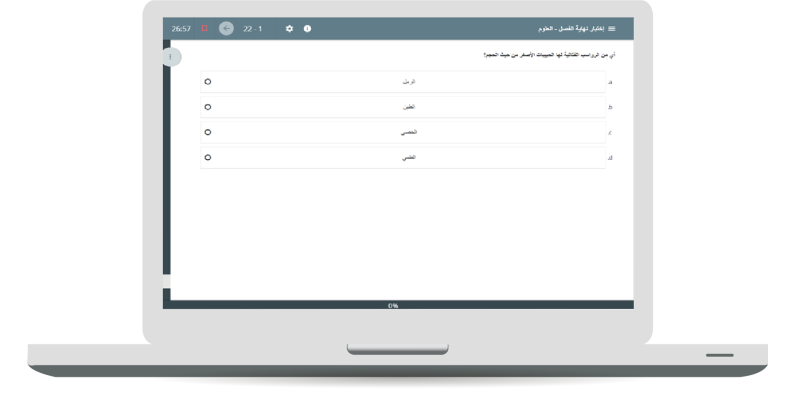 إختبار نهاية الفصل - العلوم
22 - 1
26:57
أي من الرواسب الفتاتية لها الحبيبات الأصغر من حيث الحجم؟
a. الرمل
b. الطين
c. الحصى
d. الطمي
0%